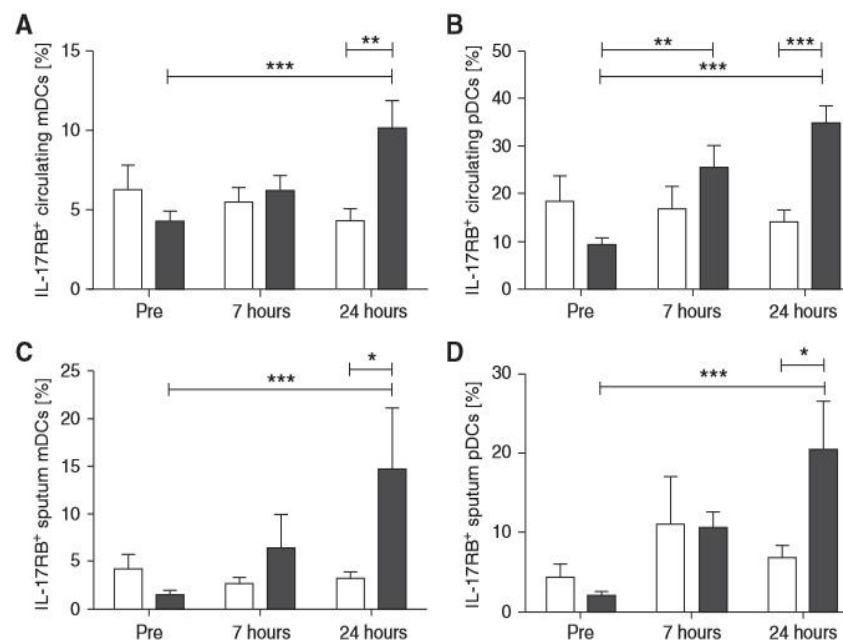 A
IL-17RB⁺ circulating mDCs [%]
15
10
5
0
***
**
Pre
7 hours
24 hours
B
IL-17RB⁺ circulating pDCs [%]
50
40
30
20
10
0
**
***
***
Pre
7 hours
24 hours
C
IL-17RB⁺ sputum mDCs [%]
25
20
15
10
5
0
***
*
Pre
7 hours
24 hours
D
IL-17RB⁺ sputum pDCs [%]
30
20
10
0
***
*
Pre
7 hours
24 hours